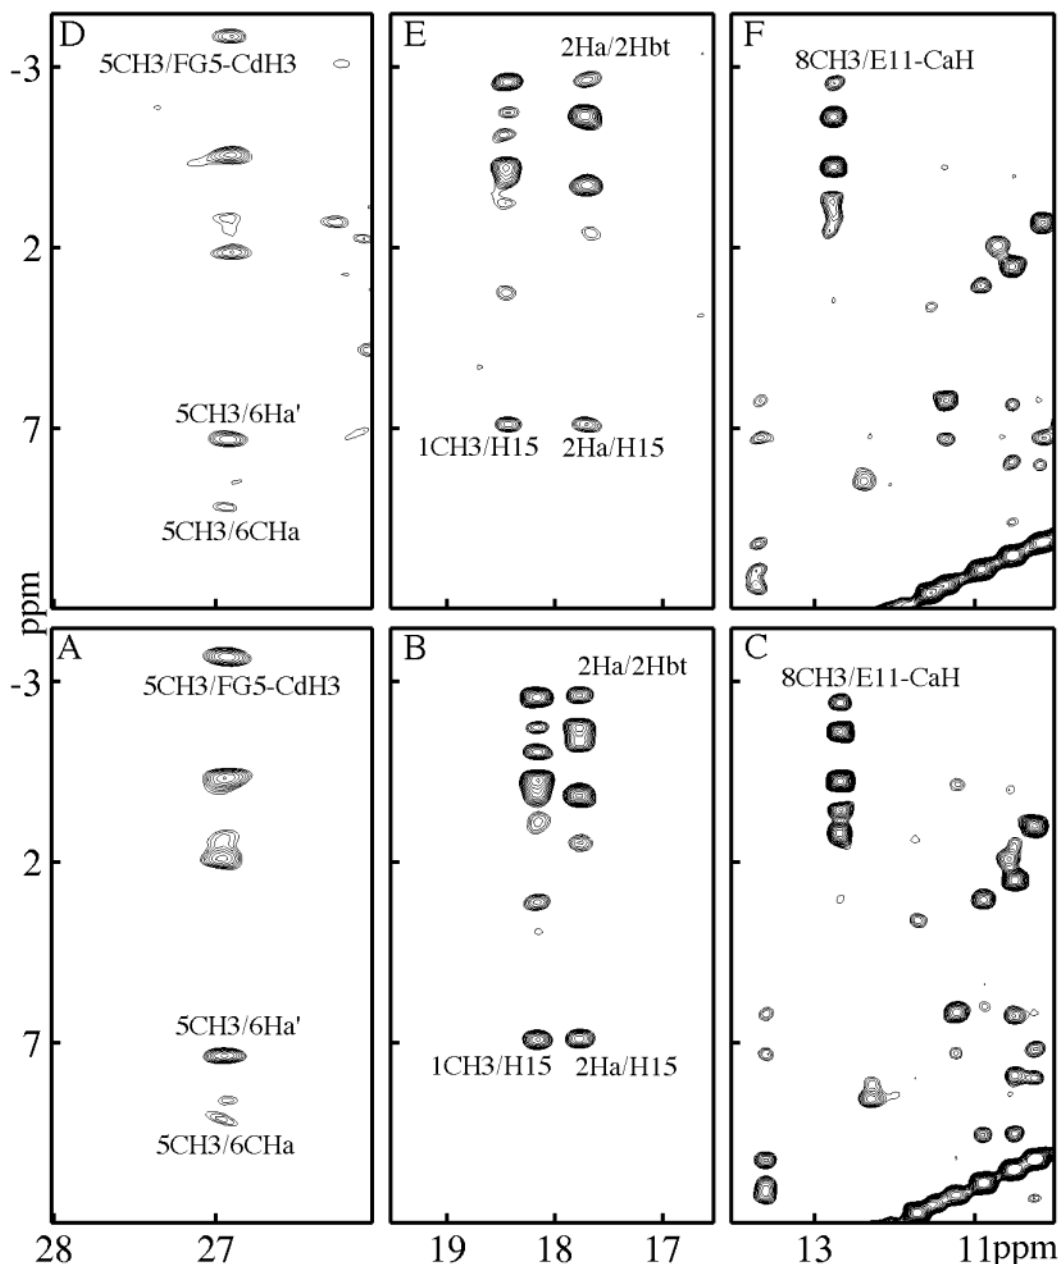 D
5CH3/FG5-CdH3
-3
2
5CH3/6Ha'
7
5CH3/6CHa
E
2Ha/2Hbt
1CH3/H15 2Ha/H15
F
8CH3/E11-CaH
ppm
A
-3
5CH3/FG5-CdH3
2
5CH3/6Ha'
7
5CH3/6CHa
B
2Ha/2Hbt
1CH3/H15 2Ha/H15
C
8CH3/E11-CaH
28 27 19 18 17 13 11ppm